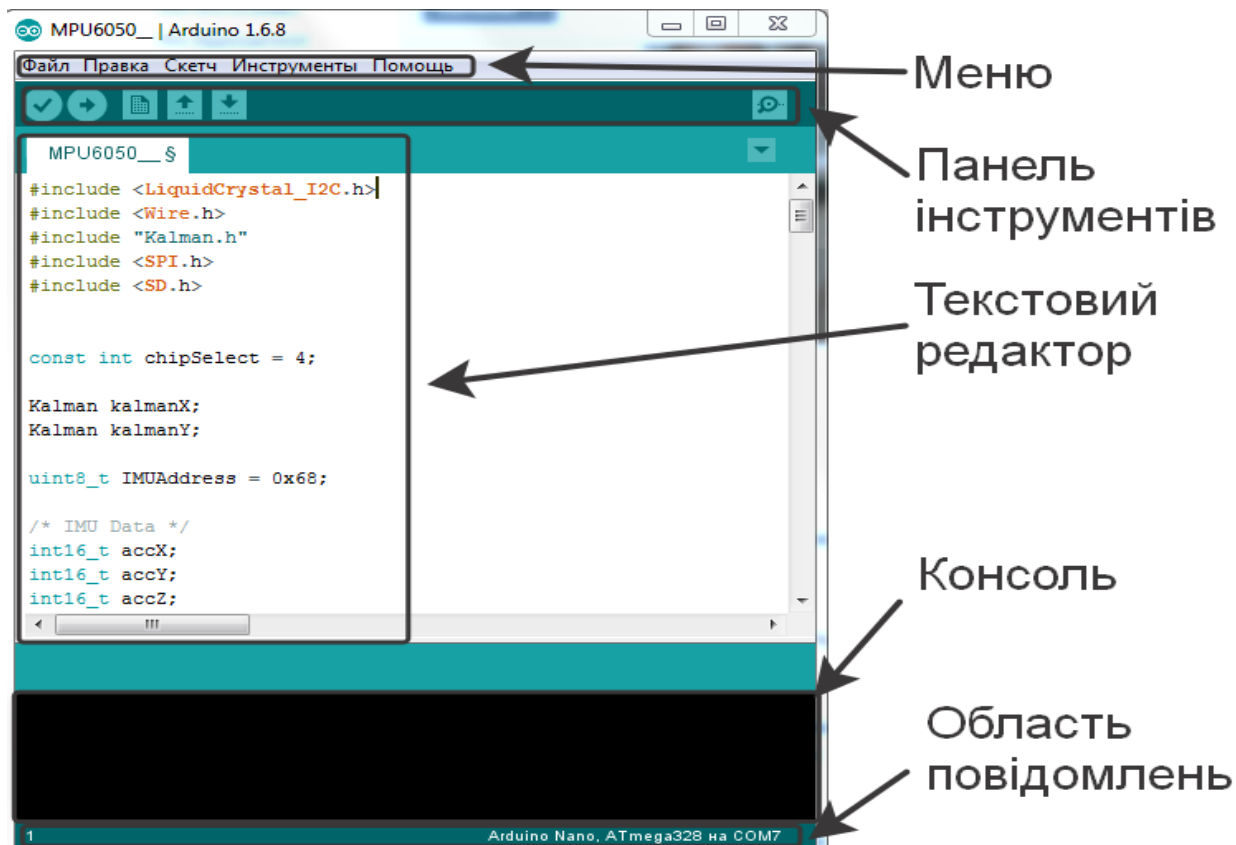 MPU6050__ | Arduino 1.6.8
Файл Правка Скетч Инструменты Помощь
Меню
MPU6050__ §
Панель
інструментів
#include <LiquidCrystal_I2C.h>
#include <Wire.h>
#include "Kalman.h"
#include <SPI.h>
#include <SD.h>
Текстовий
редактор
const int chipSelect = 4;
Kalman kalmanX;
Kalman kalmanY;
uint8_t IMUAddress = 0x68;
/* IMU Data */
int16_t accX;
int16_t accY;
int16_t accZ;
Консоль
Область
повідомлень
1
Arduino Nano, ATmega328 на COM7